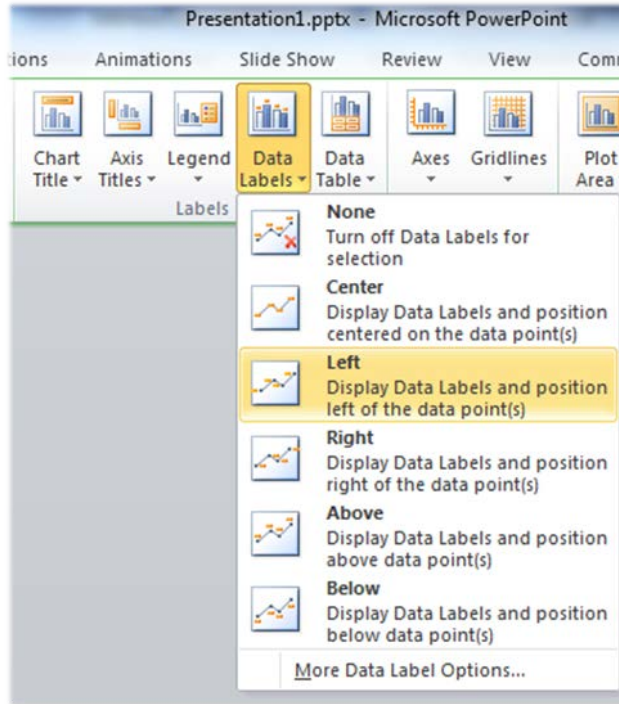 Presentation1.pptx - Microsoft PowerPoint
ions Animations Slide Show Review View Com
Chart Title Axis Titles Legend Data Labels Data Table Axes Gridlines Plot Area
Labels
None
Turn off Data Labels for
selection
Center
Display Data Labels and position
centered on the data point(s)
Left
Display Data Labels and position
left of the data point(s)
Right
Display Data Labels and position
right of the data point(s)
Above
Display Data Labels and position
above data point(s)
Below
Display Data Labels and position
below data point(s)
More Data Label Options...